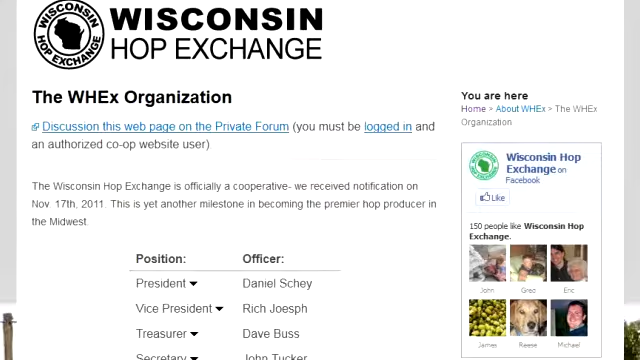 WISCONSIN
HOP EXCHANGE
WISCONSIN
HOP EXCHANGE
The WHEx Organization
Discussion this web page on the Private Forum (you must be logged in and
an authorized co-op website user)
The Wisconsin Hop Exchange is officially a cooperative- we received notification on
Nov. 17th, 2011. This is yet another milestone in becoming the premier hop producer in
the Midwest.
Position: Officer:
President Daniel Schey
Vice President Rich Joesph
Treasurer Dave Buss
Secretary John Tucker
You are here
Home > About WHEx > The WHEx
Organization
Wisconsin Hop
Exchange on
Facebook
Like
150 people like Wisconsin Hop
Exchange.
John Greg Eric
James Reese Michael